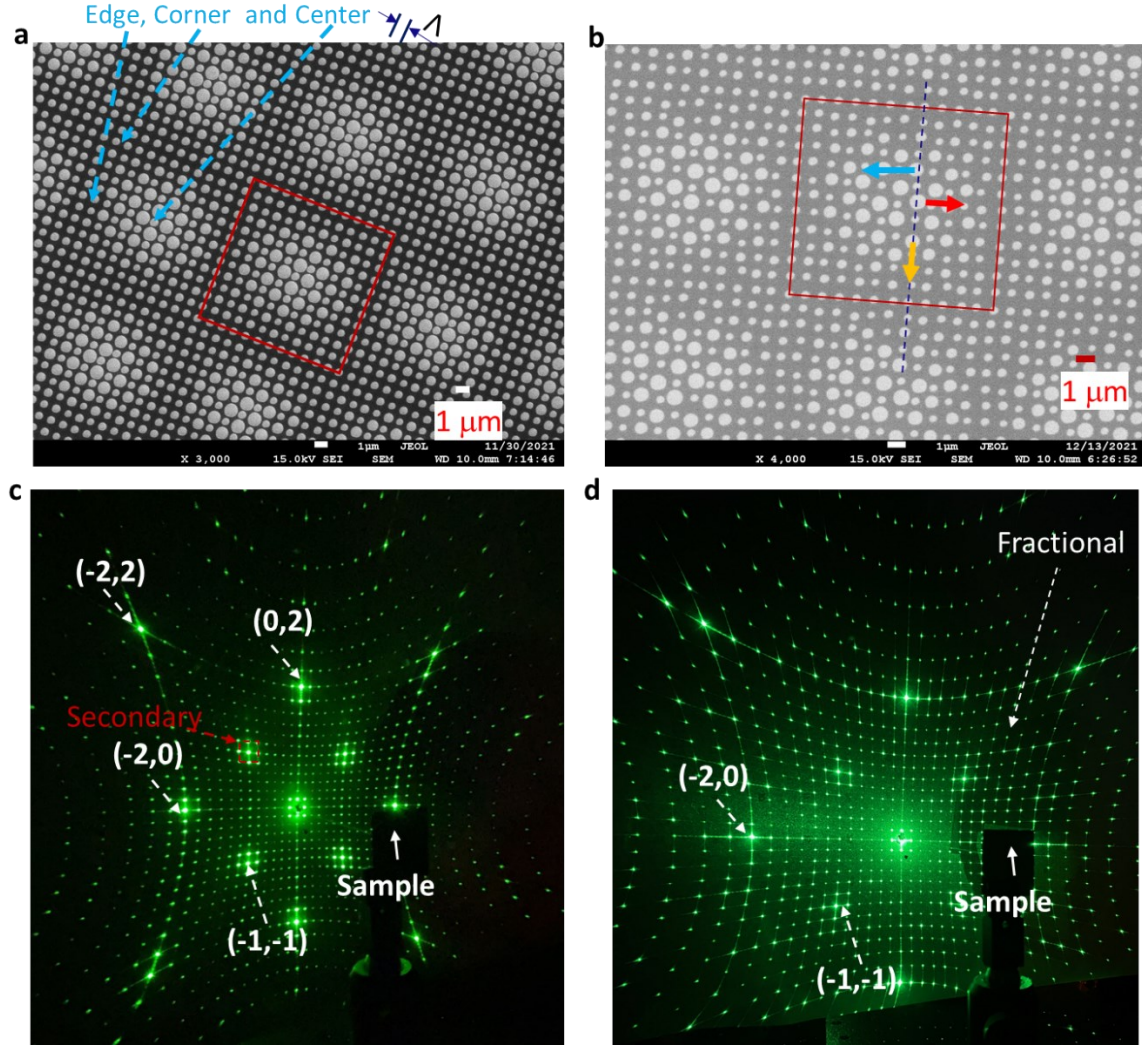 Edge, Corner and Center
Λ
a
b
1 μm
1 μm
1μm JEOL 11/30/2021
X 3,000 15.0kV SEI SEM WD 10.0mm 7:14:46
1μm JEOL 12/13/2021
X 4,000 15.0kV SEI SEM WD 10.0mm 6:26:52
c
d
(-2,2)
(0,2)
Secondary
(-2,0)
Sample
(-1,-1)
Fractional
(-2,0)
Sample
(-1,-1)